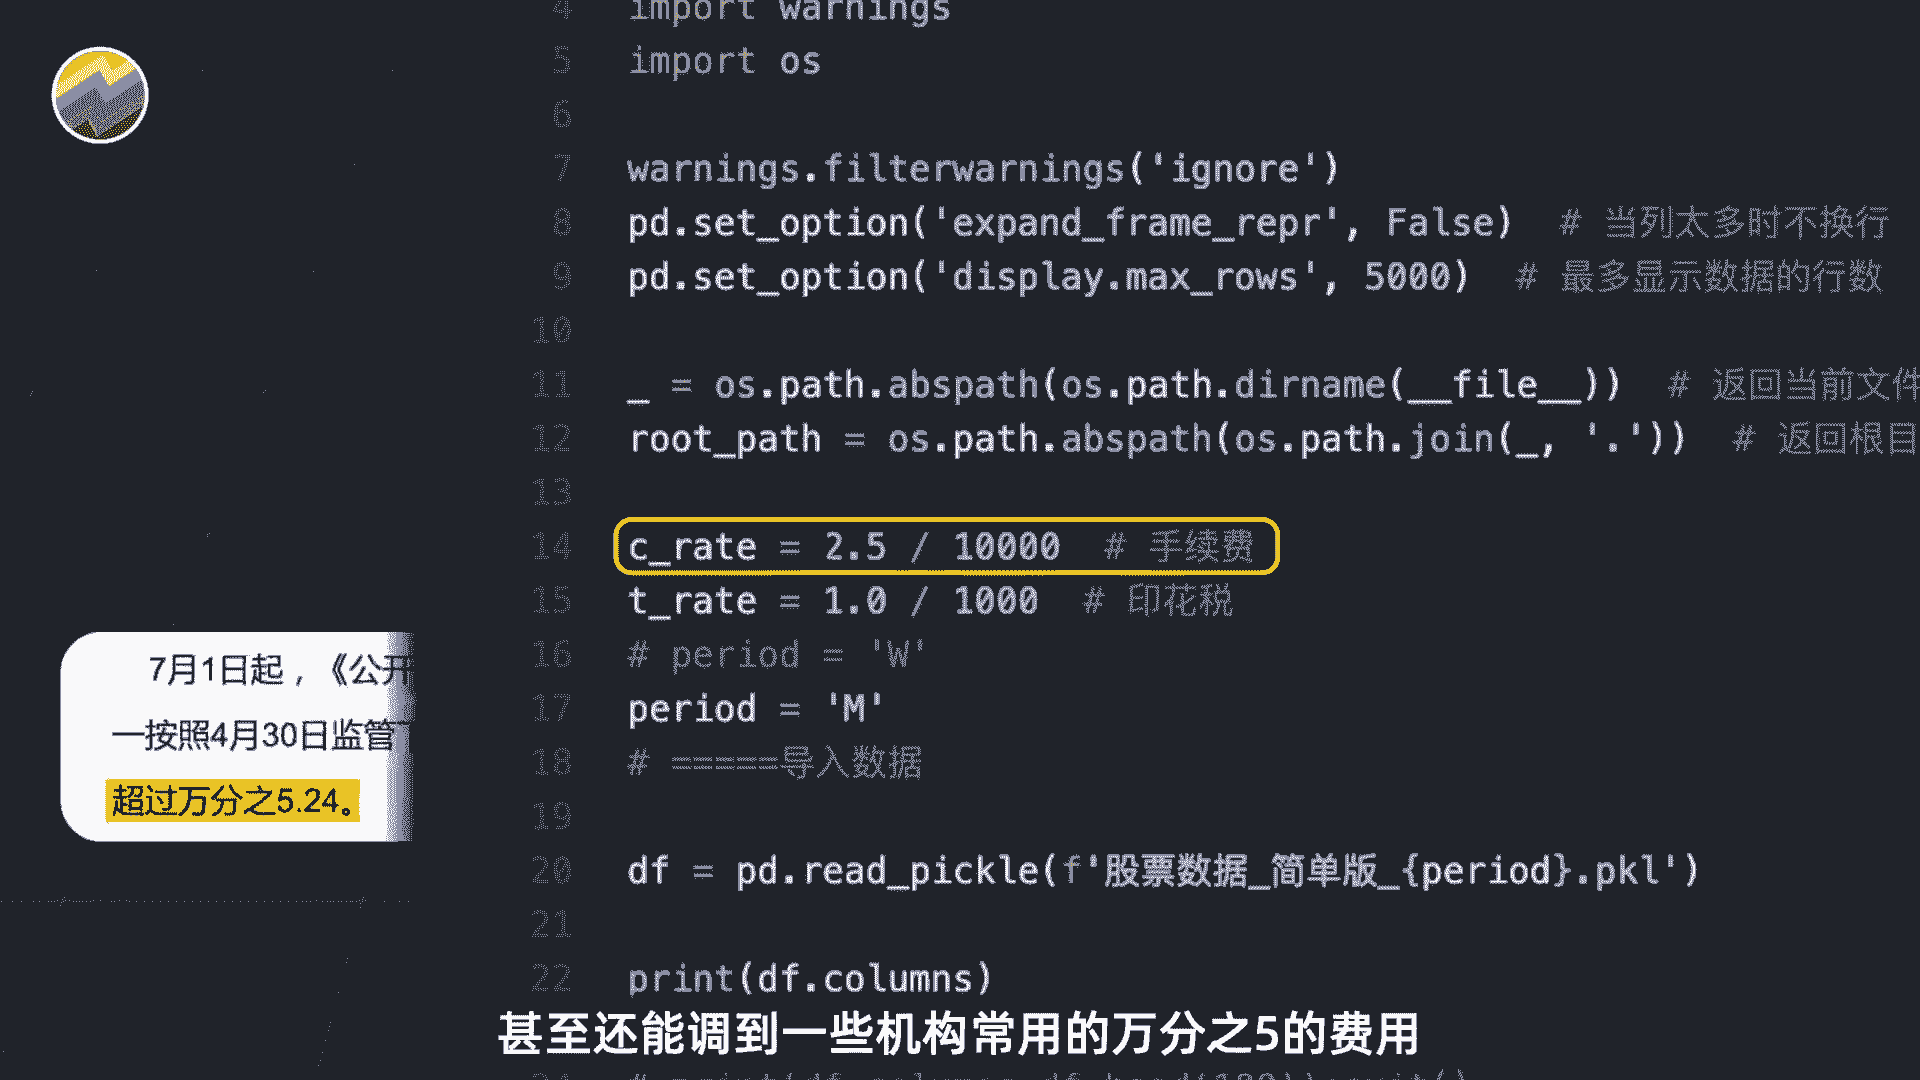 4 import warnings
5 import os
6
7 warnings.filterwarnings('ignore')
8 pd.set_option('expand_frame_repr', False)  # 当列太多时不换行
9 pd.set_option('display.max_rows', 5000)  # 最多显示数据的行数
10
11 _ = os.path.abspath(os.path.dirname(__file__))  # 返回当前文件
12 root_path = os.path.abspath(os.path.join(_, '.'))  # 返回根目
13
14 c_rate = 2.5 / 10000  # 手续费
15 t_rate = 1.0 / 1000  # 印花税
16 # period = 'W'
17 period = 'M'
18 # =====导入数据
19
20 df = pd.read_pickle(f'股票数据_简单版_{period}.pkl')
21
22 print(df.columns)
7月1日起，《公开
一按照4月30日监管
超过万分之5.24。
甚至还能调到一些机构常用的万分之5的费用